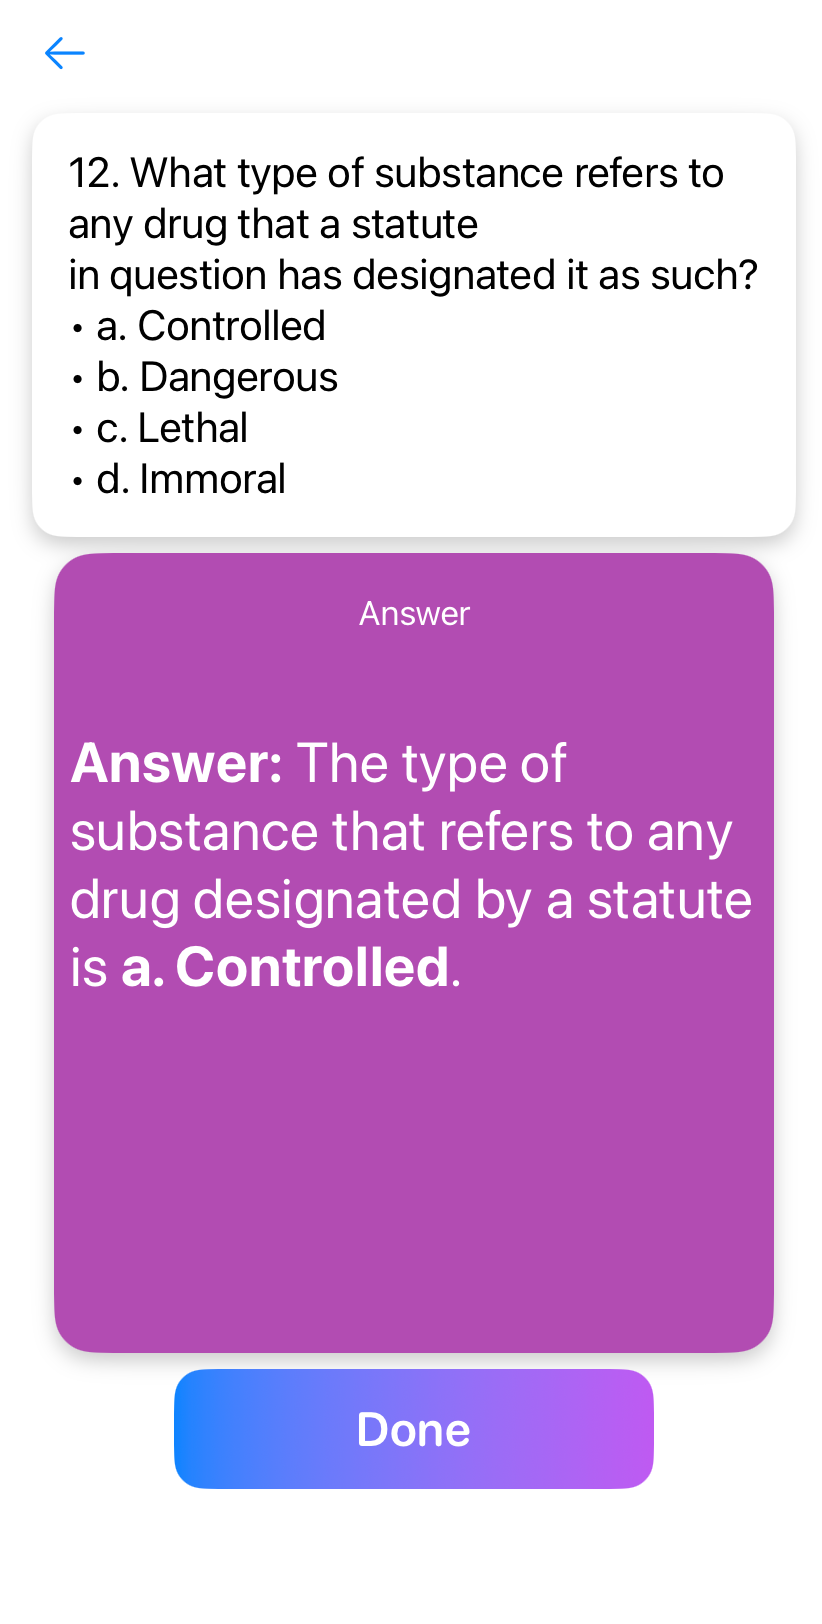 12. What type of substance refers to
any drug that a statute
in question has designated it as such?
• a. Controlled
• b. Dangerous
• c. Lethal
• d. Immoral
Answer
Answer: The type of
substance that refers to any
drug designated by a statute
is a. Controlled.
Done